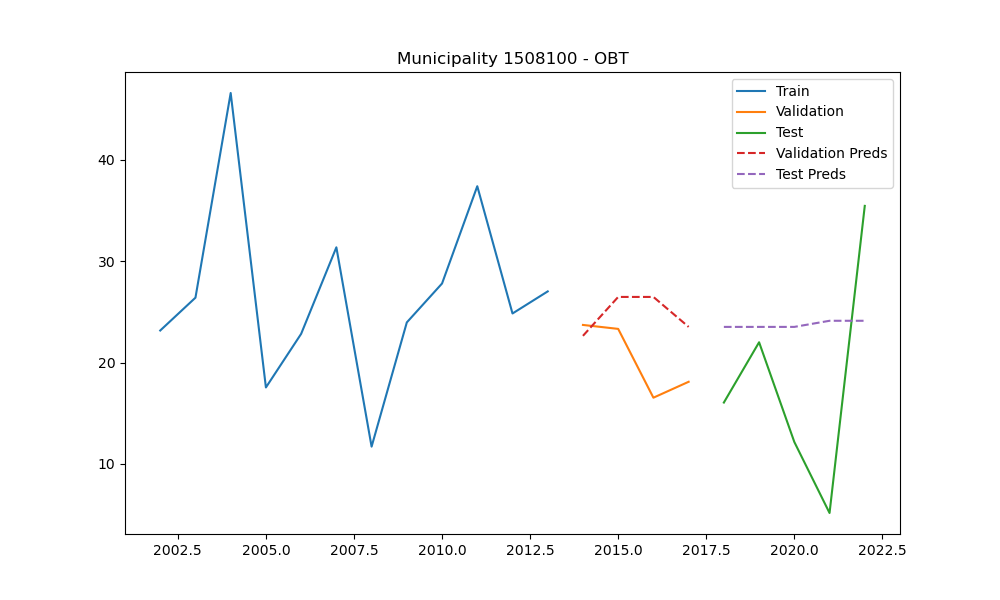 Municipality 1508100 - OBT
Train
Validation
Test
Validation Preds
Test Preds
40
30
20
10
2002.5 2005.0 2007.5 2010.0 2012.5 2015.0 2017.5 2020.0 2022.5